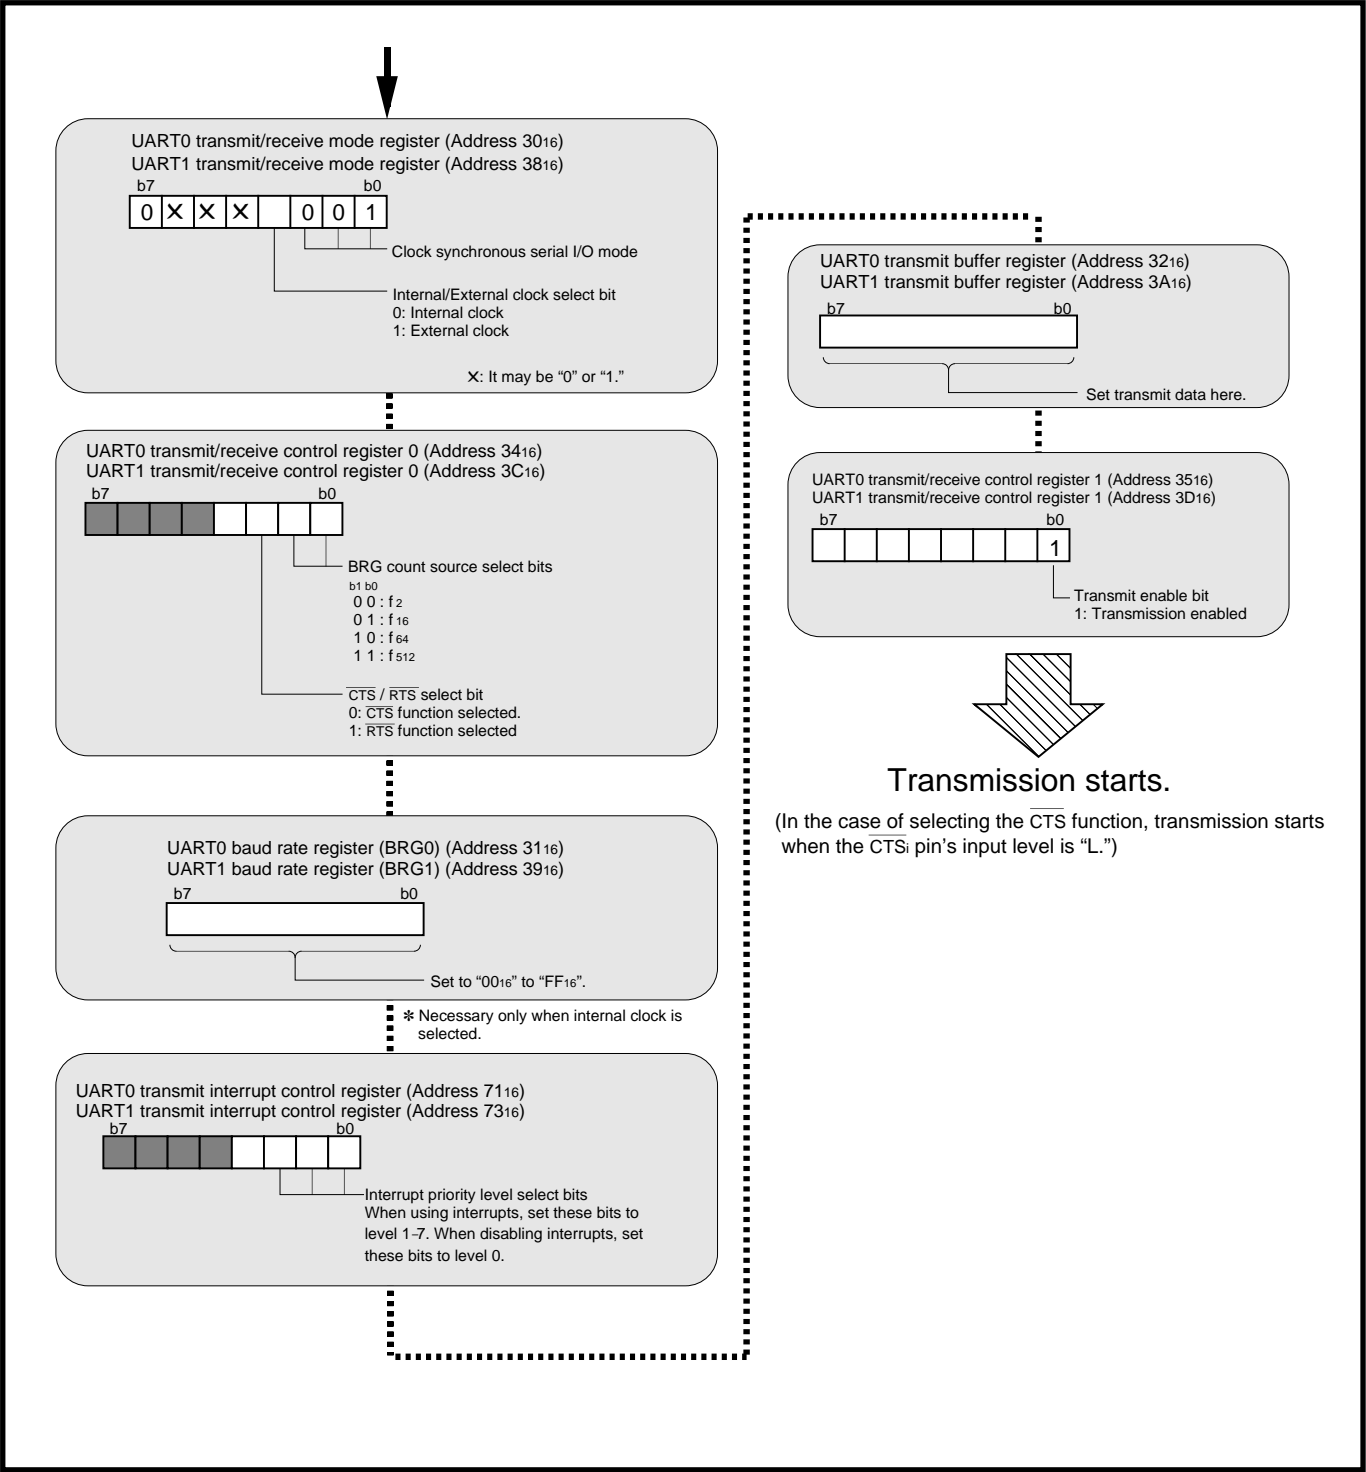 UART0 transmit/receive mode register (Address 3016)
UART1 transmit/receive mode register (Address 3816)
b7 b0
0 ✕ ✕ ✕ 0 0 1
Clock synchronous serial I/O mode
Internal/External clock select bit
0: Internal clock
1: External clock
✕: It may be “0” or “1.”
UART0 transmit/receive control register 0 (Address 3416)
UART1 transmit/receive control register 0 (Address 3C16)
b7 b0
BRG count source select bits
b1 b0
0 0 : f2
0 1 : f16
1 0 : f64
1 1 : f512
CTS / RTS select bit
0: CTS function selected.
1: RTS function selected
UART0 baud rate register (BRG0) (Address 3116)
UART1 baud rate register (BRG1) (Address 3916)
b7 b0
Set to “0016” to “FF16”.
✻ Necessary only when internal clock is
selected.
UART0 transmit interrupt control register (Address 7116)
UART1 transmit interrupt control register (Address 7316)
b7 b0
Interrupt priority level select bits
When using interrupts, set these bits to
level 1–7. When disabling interrupts, set
these bits to level 0.
UART0 transmit buffer register (Address 3216)
UART1 transmit buffer register (Address 3A16)
b7 b0
Set transmit data here.
UART0 transmit/receive control register 1 (Address 3516)
UART1 transmit/receive control register 1 (Address 3D16)
b7 b0
1
Transmit enable bit
1: Transmission enabled
Transmission starts.
(In the case of selecting the CTS function, transmission starts
when the CTSi pin’s input level is “L.”)